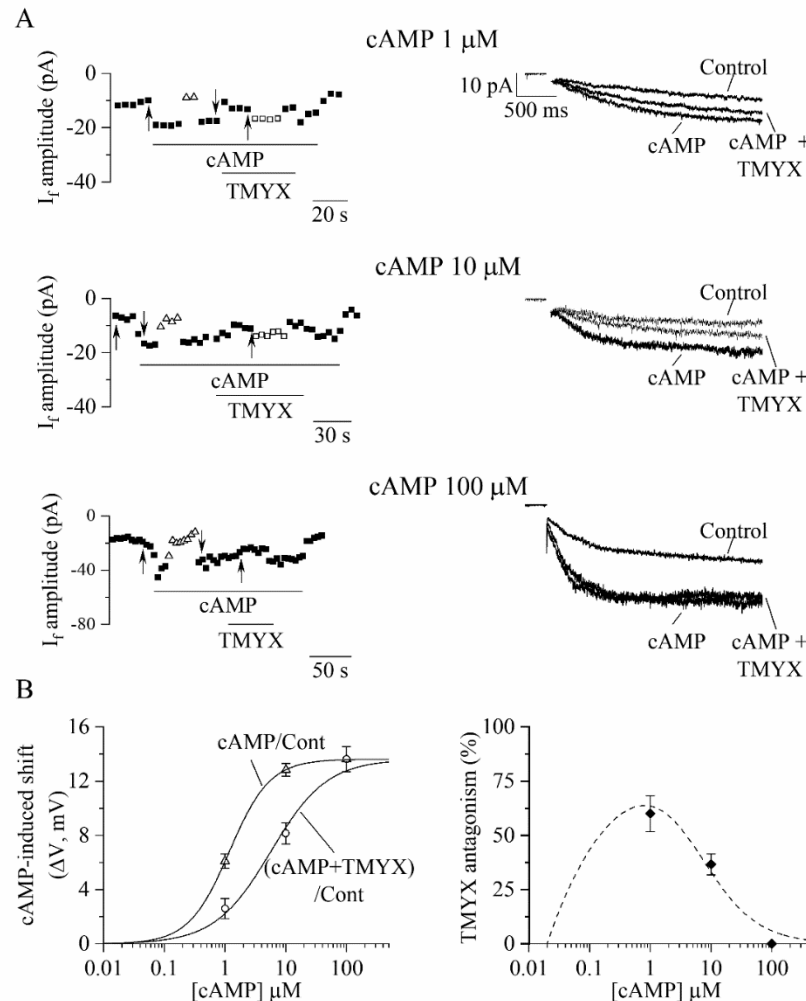 A
cAMP 1 μM
0
-20
-40
If amplitude (pA)
cAMP
TMYX
20 s
10 pA
500 ms
Control
cAMP
cAMP +
TMYX
cAMP 10 μM
0
-20
-40
If amplitude (pA)
cAMP
TMYX
30 s
Control
cAMP
cAMP +
TMYX
cAMP 100 μM
0
-40
-80
If amplitude (pA)
cAMP
TMYX
50 s
Control
cAMP
cAMP +
TMYX
B
16
12
8
4
0
cAMP-induced shift
(ΔV, mV)
cAMP/Cont
(cAMP+TMYX)
/Cont
0.01 0.1 1 10 100
[cAMP] μM
100
75
50
25
0
TMYX antagonism (%)
0.01 0.1 1 10 100
[cAMP] μM